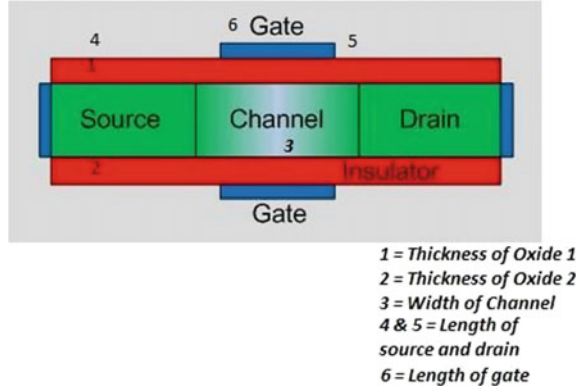 6 Gate
4
5
1
Source Channel Drain
3
2 Insulator
Gate
1 = Thickness of Oxide 1
2 = Thickness of Oxide 2
3 = Width of Channel
4 & 5 = Length of
source and drain
6 = Length of gate